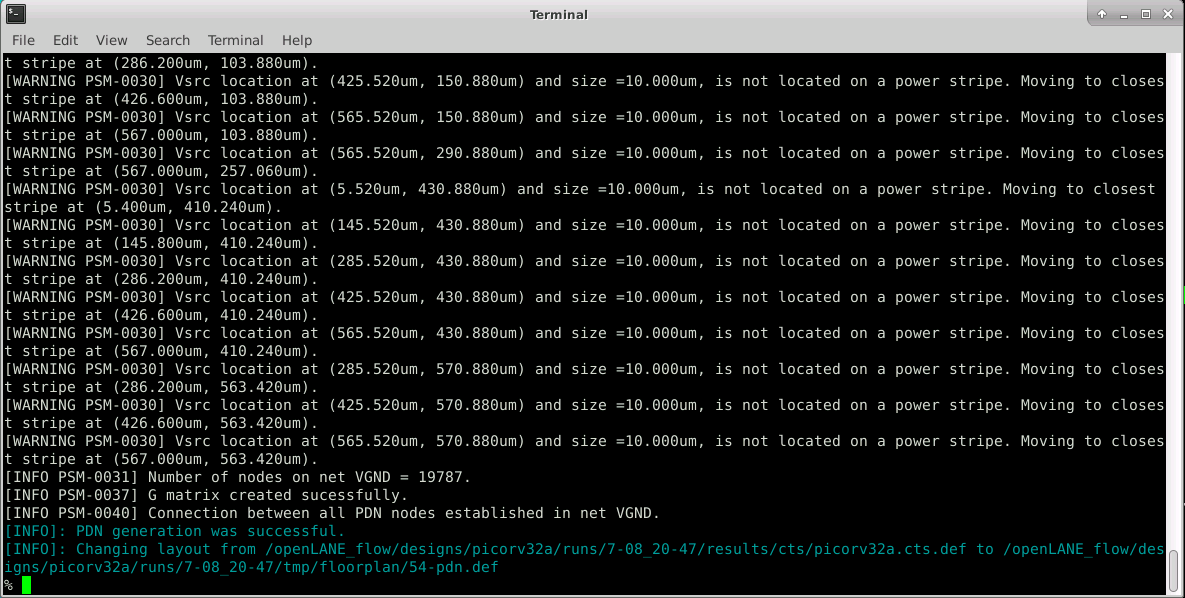 Terminal
File Edit View Search Terminal Help
t stripe at (286.200um, 103.880um).
[WARNING PSM-0030] Vsrc location at (425.520um, 150.880um) and size =10.000um, is not located on a power stripe. Moving to closes
t stripe at (426.600um, 103.880um).
[WARNING PSM-0030] Vsrc location at (565.520um, 150.880um) and size =10.000um, is not located on a power stripe. Moving to closes
t stripe at (567.000um, 103.880um).
[WARNING PSM-0030] Vsrc location at (565.520um, 290.880um) and size =10.000um, is not located on a power stripe. Moving to closes
t stripe at (567.000um, 257.060um).
[WARNING PSM-0030] Vsrc location at (5.520um, 430.880um) and size =10.000um, is not located on a power stripe. Moving to closest
stripe at (5.400um, 410.240um).
[WARNING PSM-0030] Vsrc location at (145.520um, 430.880um) and size =10.000um, is not located on a power stripe. Moving to closes
t stripe at (145.800um, 410.240um).
[WARNING PSM-0030] Vsrc location at (285.520um, 430.880um) and size =10.000um, is not located on a power stripe. Moving to closes
t stripe at (286.200um, 410.240um).
[WARNING PSM-0030] Vsrc location at (425.520um, 430.880um) and size =10.000um, is not located on a power stripe. Moving to closes
t stripe at (426.600um, 410.240um).
[WARNING PSM-0030] Vsrc location at (565.520um, 430.880um) and size =10.000um, is not located on a power stripe. Moving to closes
t stripe at (567.000um, 410.240um).
[WARNING PSM-0030] Vsrc location at (285.520um, 570.880um) and size =10.000um, is not located on a power stripe. Moving to closes
t stripe at (286.200um, 563.420um).
[WARNING PSM-0030] Vsrc location at (425.520um, 570.880um) and size =10.000um, is not located on a power stripe. Moving to closes
t stripe at (426.600um, 563.420um).
[WARNING PSM-0030] Vsrc location at (565.520um, 570.880um) and size =10.000um, is not located on a power stripe. Moving to closes
t stripe at (567.000um, 563.420um).
[INFO PSM-0031] Number of nodes on net VGND = 19787.
[INFO PSM-0037] G matrix created sucessfully.
[INFO PSM-0040] Connection between all PDN nodes established in net VGND.
[INFO]: PDN generation was successful.
[INFO]: Changing layout from /openLANE_flow/designs/picorv32a/runs/7-08_20-47/results/cts/picorv32a.cts.def to /openLANE_flow/des
igns/picorv32a/runs/7-08_20-47/tmp/floorplan/54-pdn.def
%